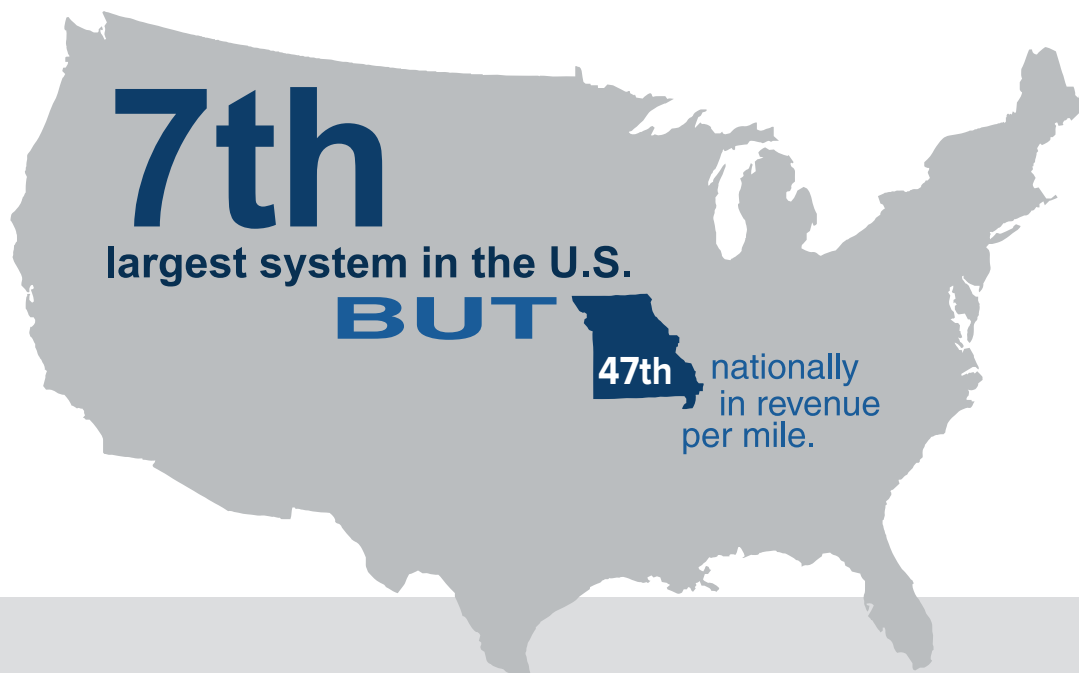 7th
largest system in the U.S.
BUT
47th
nationally
in revenue
per mile.